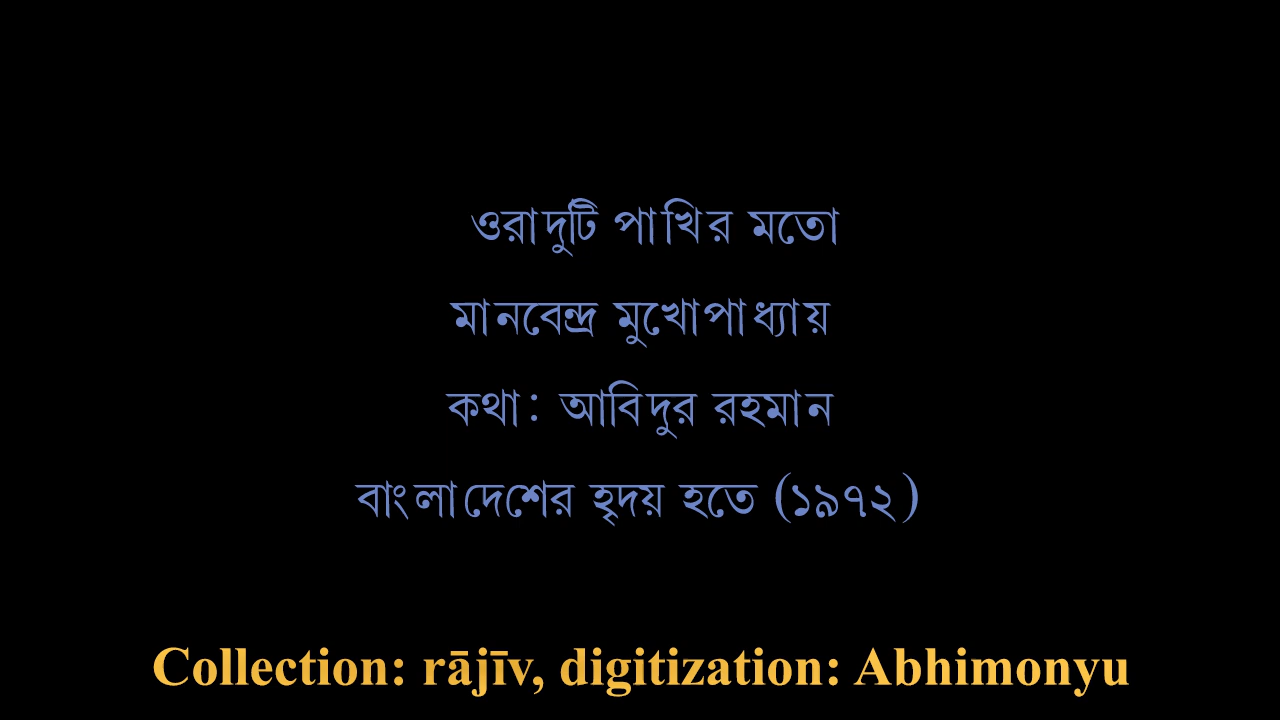 ওরাদুটি পাখির মতো
মানবেন্দ্র মুখোপাধ্যায়
কথা: আবিদুর রহমান
বাংলাদেশের হৃদয় হতে (১৯৭২)
Collection: rājīv, digitization: Abhimonyu